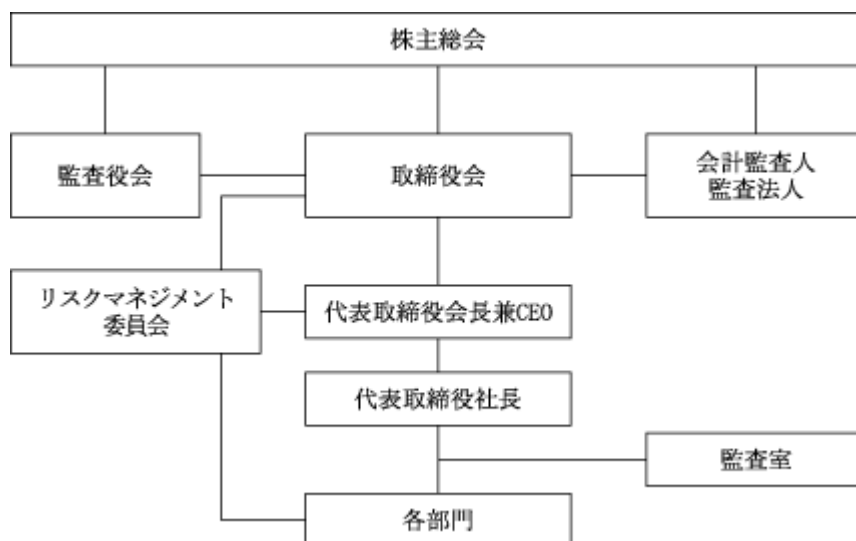 株主総会
監査役会
取締役会
会計監査人
監査法人
リスクマネジメント
委員会
代表取締役会長兼CEO
代表取締役社長
監査室
各部門